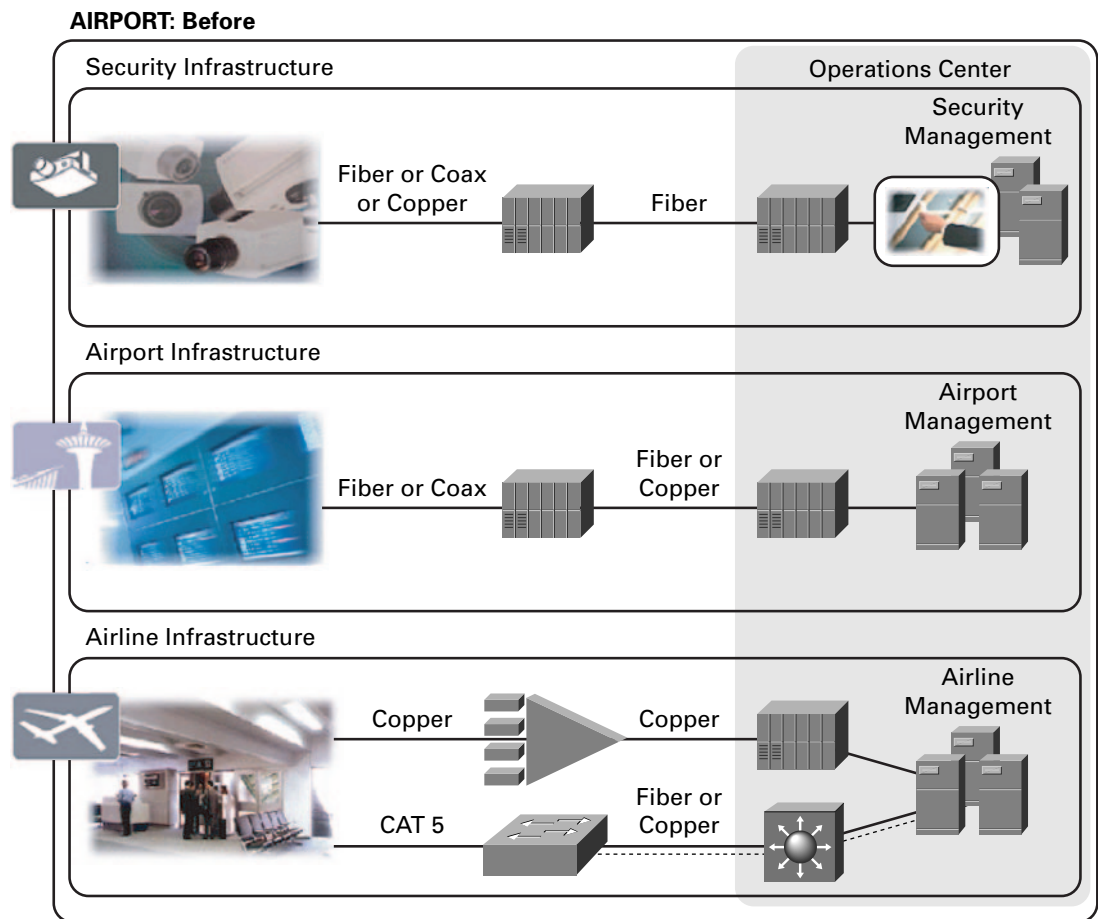 AIRPORT: Before
Security Infrastructure
Operations Center
Security
Management
Fiber or Coax
or Copper
Fiber
Airport Infrastructure
Airport
Management
Fiber or Coax
Fiber or
Copper
Airline Infrastructure
Airline
Management
Copper
Copper
CAT 5
Fiber or
Copper